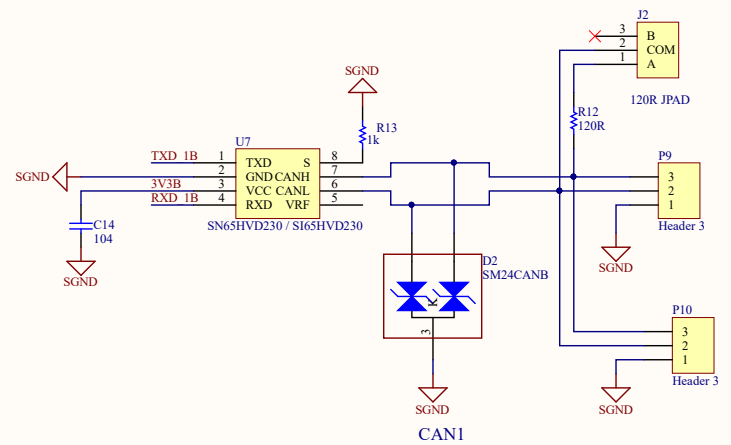 J2
3 B
2 COM
1 A
120R JPAD
SGND
R13
1k
R12
120R
U7
TXD_1B 1 TXD S 8
SGND 2 GND CANH 7
3V3B 3 VCC CANL 6
RXD_1B 4 RXD VRF 5
SN65HVD230 / SI65HVD230
P9
3
2
1
Header 3
C14
104
SGND
SGND
D2
SM24CANB
K
3
SGND
P10
3
2
1
Header 3
SGND
CAN1